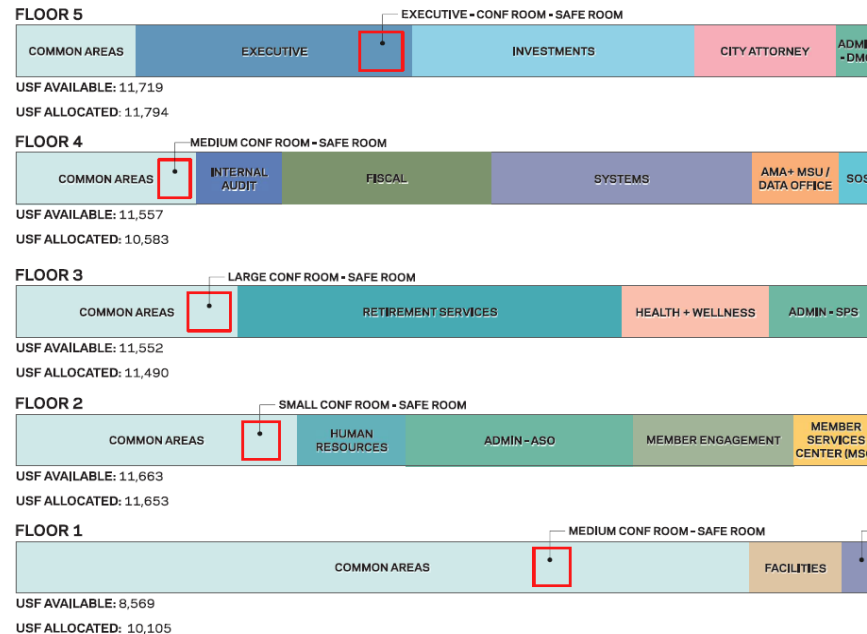 FLOOR 5
EXECUTIVE - CONF ROOM - SAFE ROOM
COMMON AREAS
EXECUTIVE
INVESTMENTS
CITY ATTORNEY
USF AVAILABLE: 11,719
USF ALLOCATED: 11,794
FLOOR 4
MEDIUM CONF ROOM - SAFE ROOM
COMMON AREAS
INTERNAL
AUDIT
FISCAL
SYSTEMS
AMA+ MSU /
DATA OFFICE
SOS
USF AVAILABLE: 11,557
USF ALLOCATED: 10,583
FLOOR 3
LARGE CONF ROOM - SAFE ROOM
COMMON AREAS
RETIREMENT SERVICES
HEALTH + WELLNESS
ADMIN - SPS
USF AVAILABLE: 11,552
USF ALLOCATED: 11,490
FLOOR 2
SMALL CONF ROOM - SAFE ROOM
COMMON AREAS
HUMAN
RESOURCES
ADMIN - ASO
MEMBER ENGAGEMENT
MEMBER
SERVICES
CENTER
USF AVAILABLE: 11,663
USF ALLOCATED: 11,653
FLOOR 1
MEDIUM CONF ROOM - SAFE ROOM
COMMON AREAS
FACILITIES
USF AVAILABLE: 8,569
USF ALLOCATED: 10,105